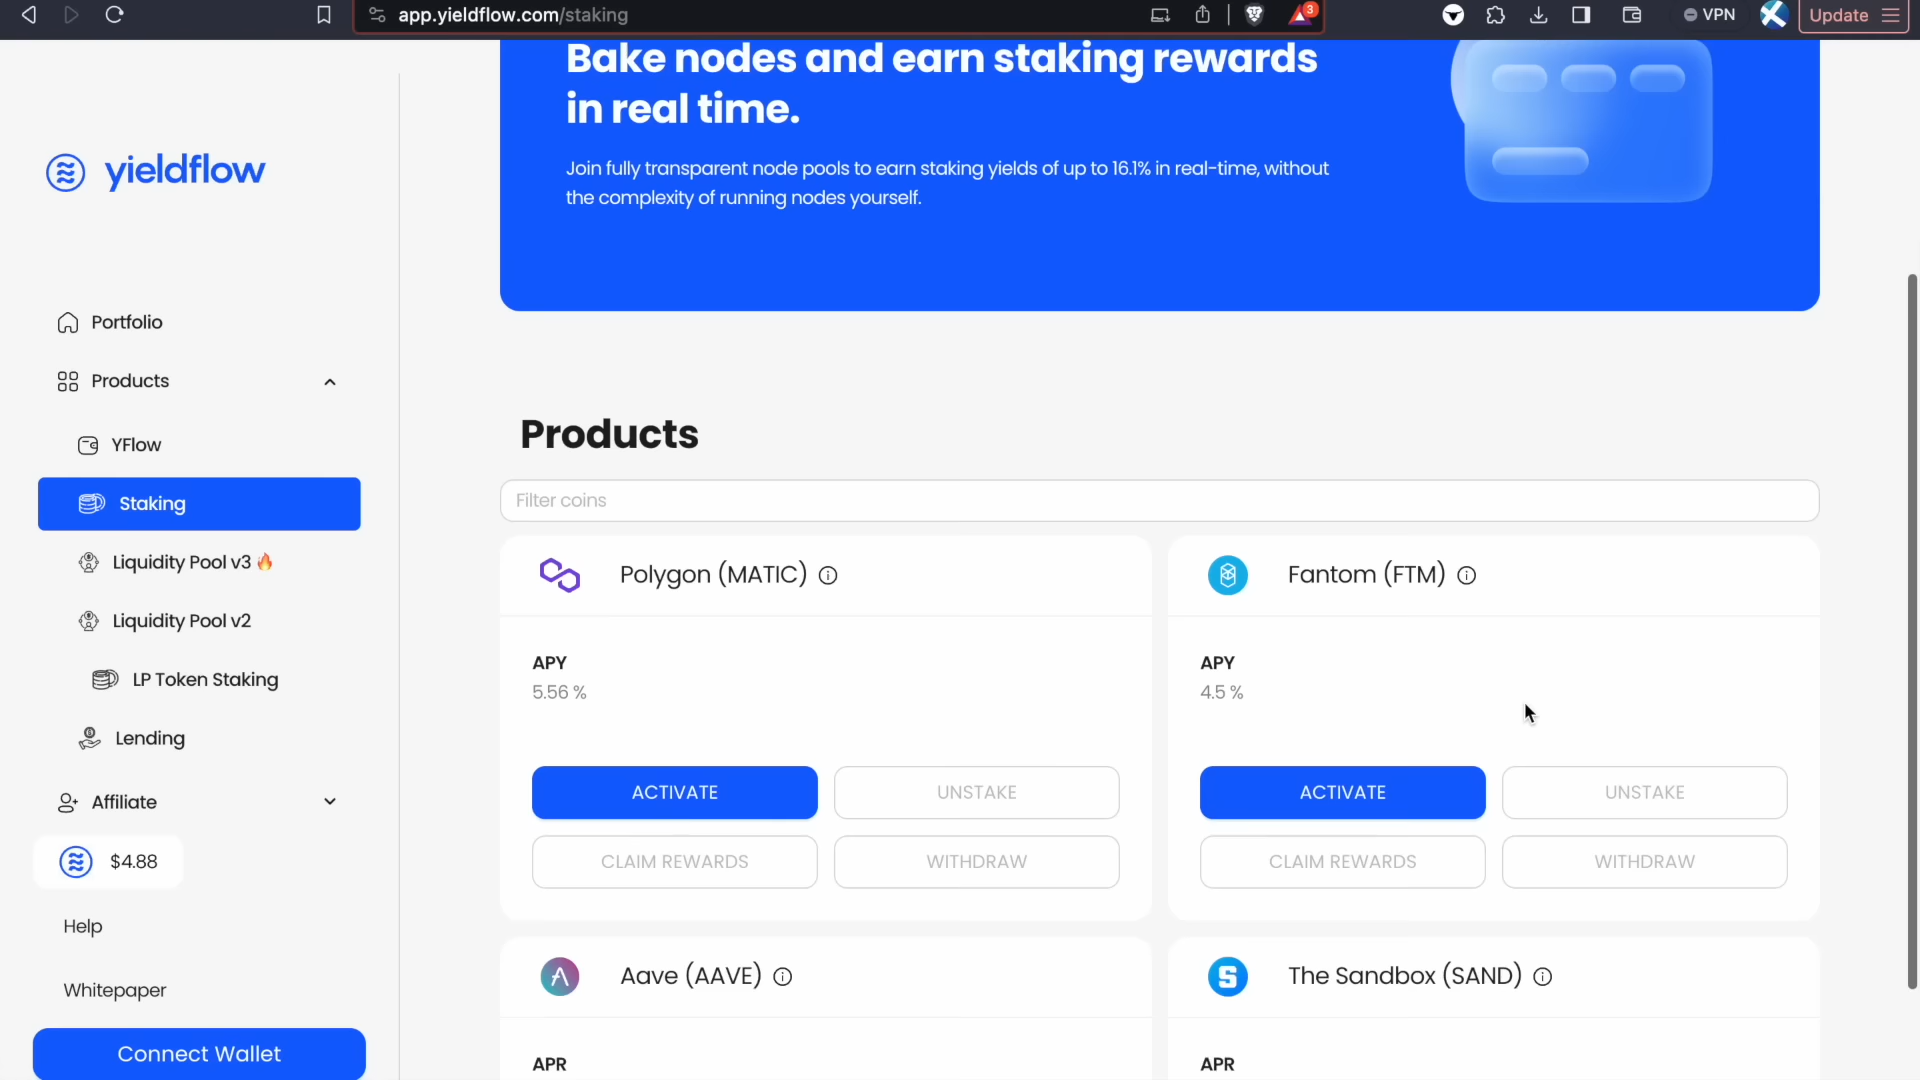 app.yieldflow.com/staking
3
VPN
Update
yieldflow
Portfolio
Products
YFlow
Staking
Liquidity Pool v3 🔥
Liquidity Pool v2
LP Token Staking
Lending
Affiliate
$4.88
Help
Whitepaper
Connect Wallet
Bake nodes and earn staking rewards
in real time.
Join fully transparent node pools to earn staking yields of up to 16.1% in real-time, without
the complexity of running nodes yourself.
Products
Filter coins
Polygon (MATIC)
APY
5.56 %
ACTIVATE
UNSTAKE
CLAIM REWARDS
WITHDRAW
Fantom (FTM)
APY
4.5 %
ACTIVATE
UNSTAKE
CLAIM REWARDS
WITHDRAW
Aave (AAVE)
APR
The Sandbox (SAND)
APR